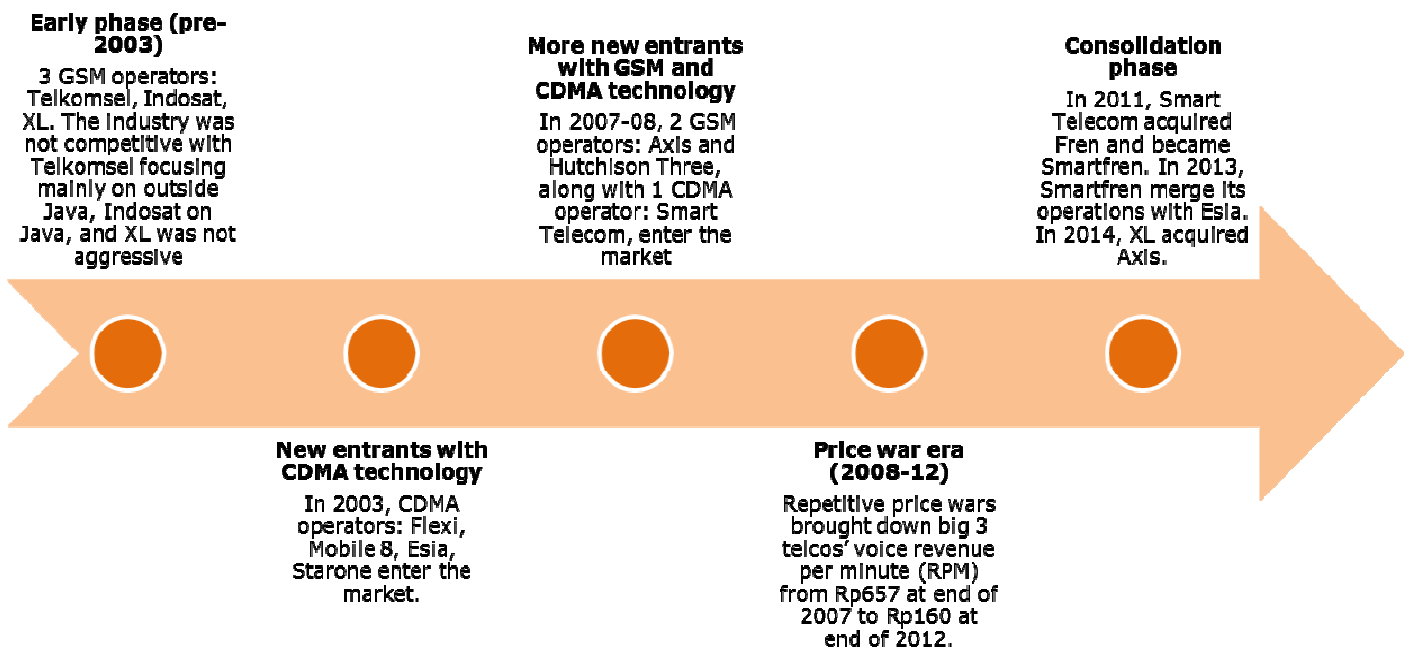 Early phase (pre-
2003)
3 GSM operators:
Telkomsel, Indosat,
XL. The industry was
not competitive with
Telkomsel focusing
mainly on outside
Java, Indosat on
Java, and XL was not
aggressive
New entrants with
CDMA technology
In 2003, CDMA
operators: Flexi,
Mobile 8, Esia,
Starone enter the
market.
More new entrants
with GSM and
CDMA technology
In 2007-08, 2 GSM
operators: Axis and
Hutchison Three,
along with 1 CDMA
operator: Smart
Telecom, enter the
market
Price war era
(2008-12)
Repetitive price wars
brought down big 3
telcos' voice revenue
per minute (RPM)
from Rp657 at end of
2007 to Rp160 at
end of 2012.
Consolidation
phase
In 2011, Smart
Telecom acquired
Fren and became
Smartfren. In 2013,
Smartfren merge its
operations with Esia.
In 2014, XL acquired
Axis.